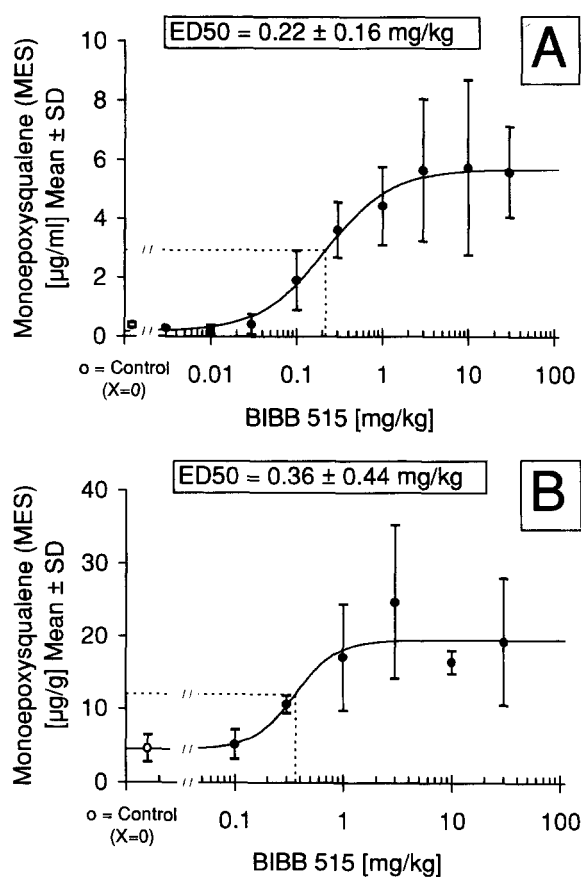 ED50 = 0.22 ± 0.16 mg/kg
A
Monoepoxysqualene (MES)
[µg/ml] Mean ± SD
10
8
6
4
2
0
//
//
o = Control
(X=0)
0.01
0.1
1
10
100
BIBB 515 [mg/kg]
ED50 = 0.36 ± 0.44 mg/kg
B
Monoepoxysqualene (MES)
[µg/g] Mean ± SD
40
30
20
10
0
//
//
//
o = Control
(X=0)
0.1
1
10
100
BIBB 515 [mg/kg]